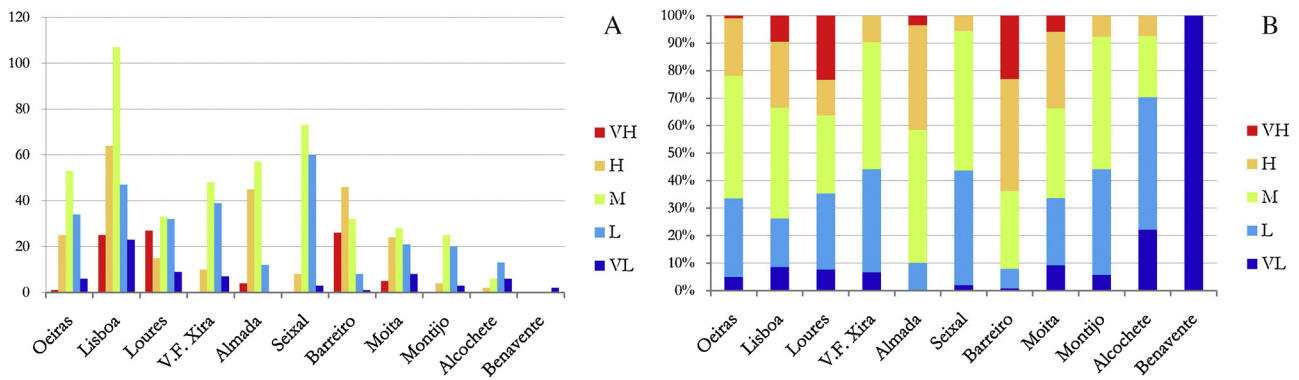 120
100
80
60
40
20
0
Oeiras
Lisboa
Loures
V.F. Xira
Almada
Seixal
Barreiro
Moita
Montijo
Alcochete
Benavente
A
VH
H
M
L
VL
100%
90%
80%
70%
60%
50%
40%
30%
20%
10%
0%
Oeiras
Lisboa
Loures
V.F. Xira
Almada
Seixal
Barreiro
Moita
Montijo
Alcochete
Benavente
B
VH
H
M
L
VL